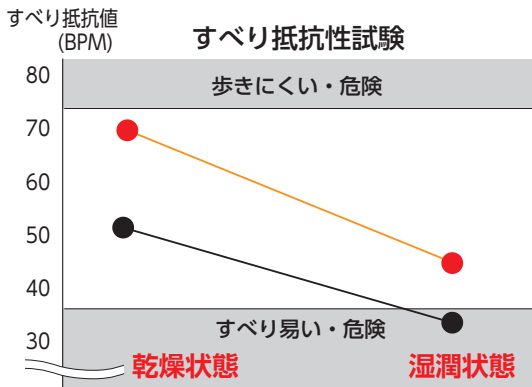 すべり抵抗値
(BPM)
すべり抵抗性試験
80
歩きにくい・危険
70
60
50
40
すべり易い・危険
30
乾燥状態
湿潤状態